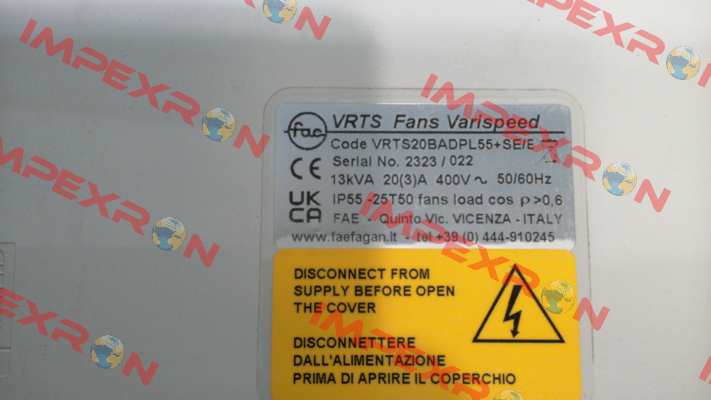 fac
VRTS Fans Varispeed
Code VRTS20BADPL55+SE/E
Serial No. 2323 / 022
CE
13kVA 20(3)A 400V~ 50/60Hz
UK
CA
IP55 -25T50 fans load cos ρ>0,6
FAE - Quinto Vic. VICENZA - ITALY
www.faefagan.it - tel +39 (0) 444-910245
DISCONNECT FROM
SUPPLY BEFORE OPEN
THE COVER
DISCONNETTERE
DALL'ALIMENTAZIONE
PRIMA DI APRIRE IL COPERCHIO
IMPEXRON
IMPEXRON
IMPEXRON
IMPEXRON
IMPEXRON